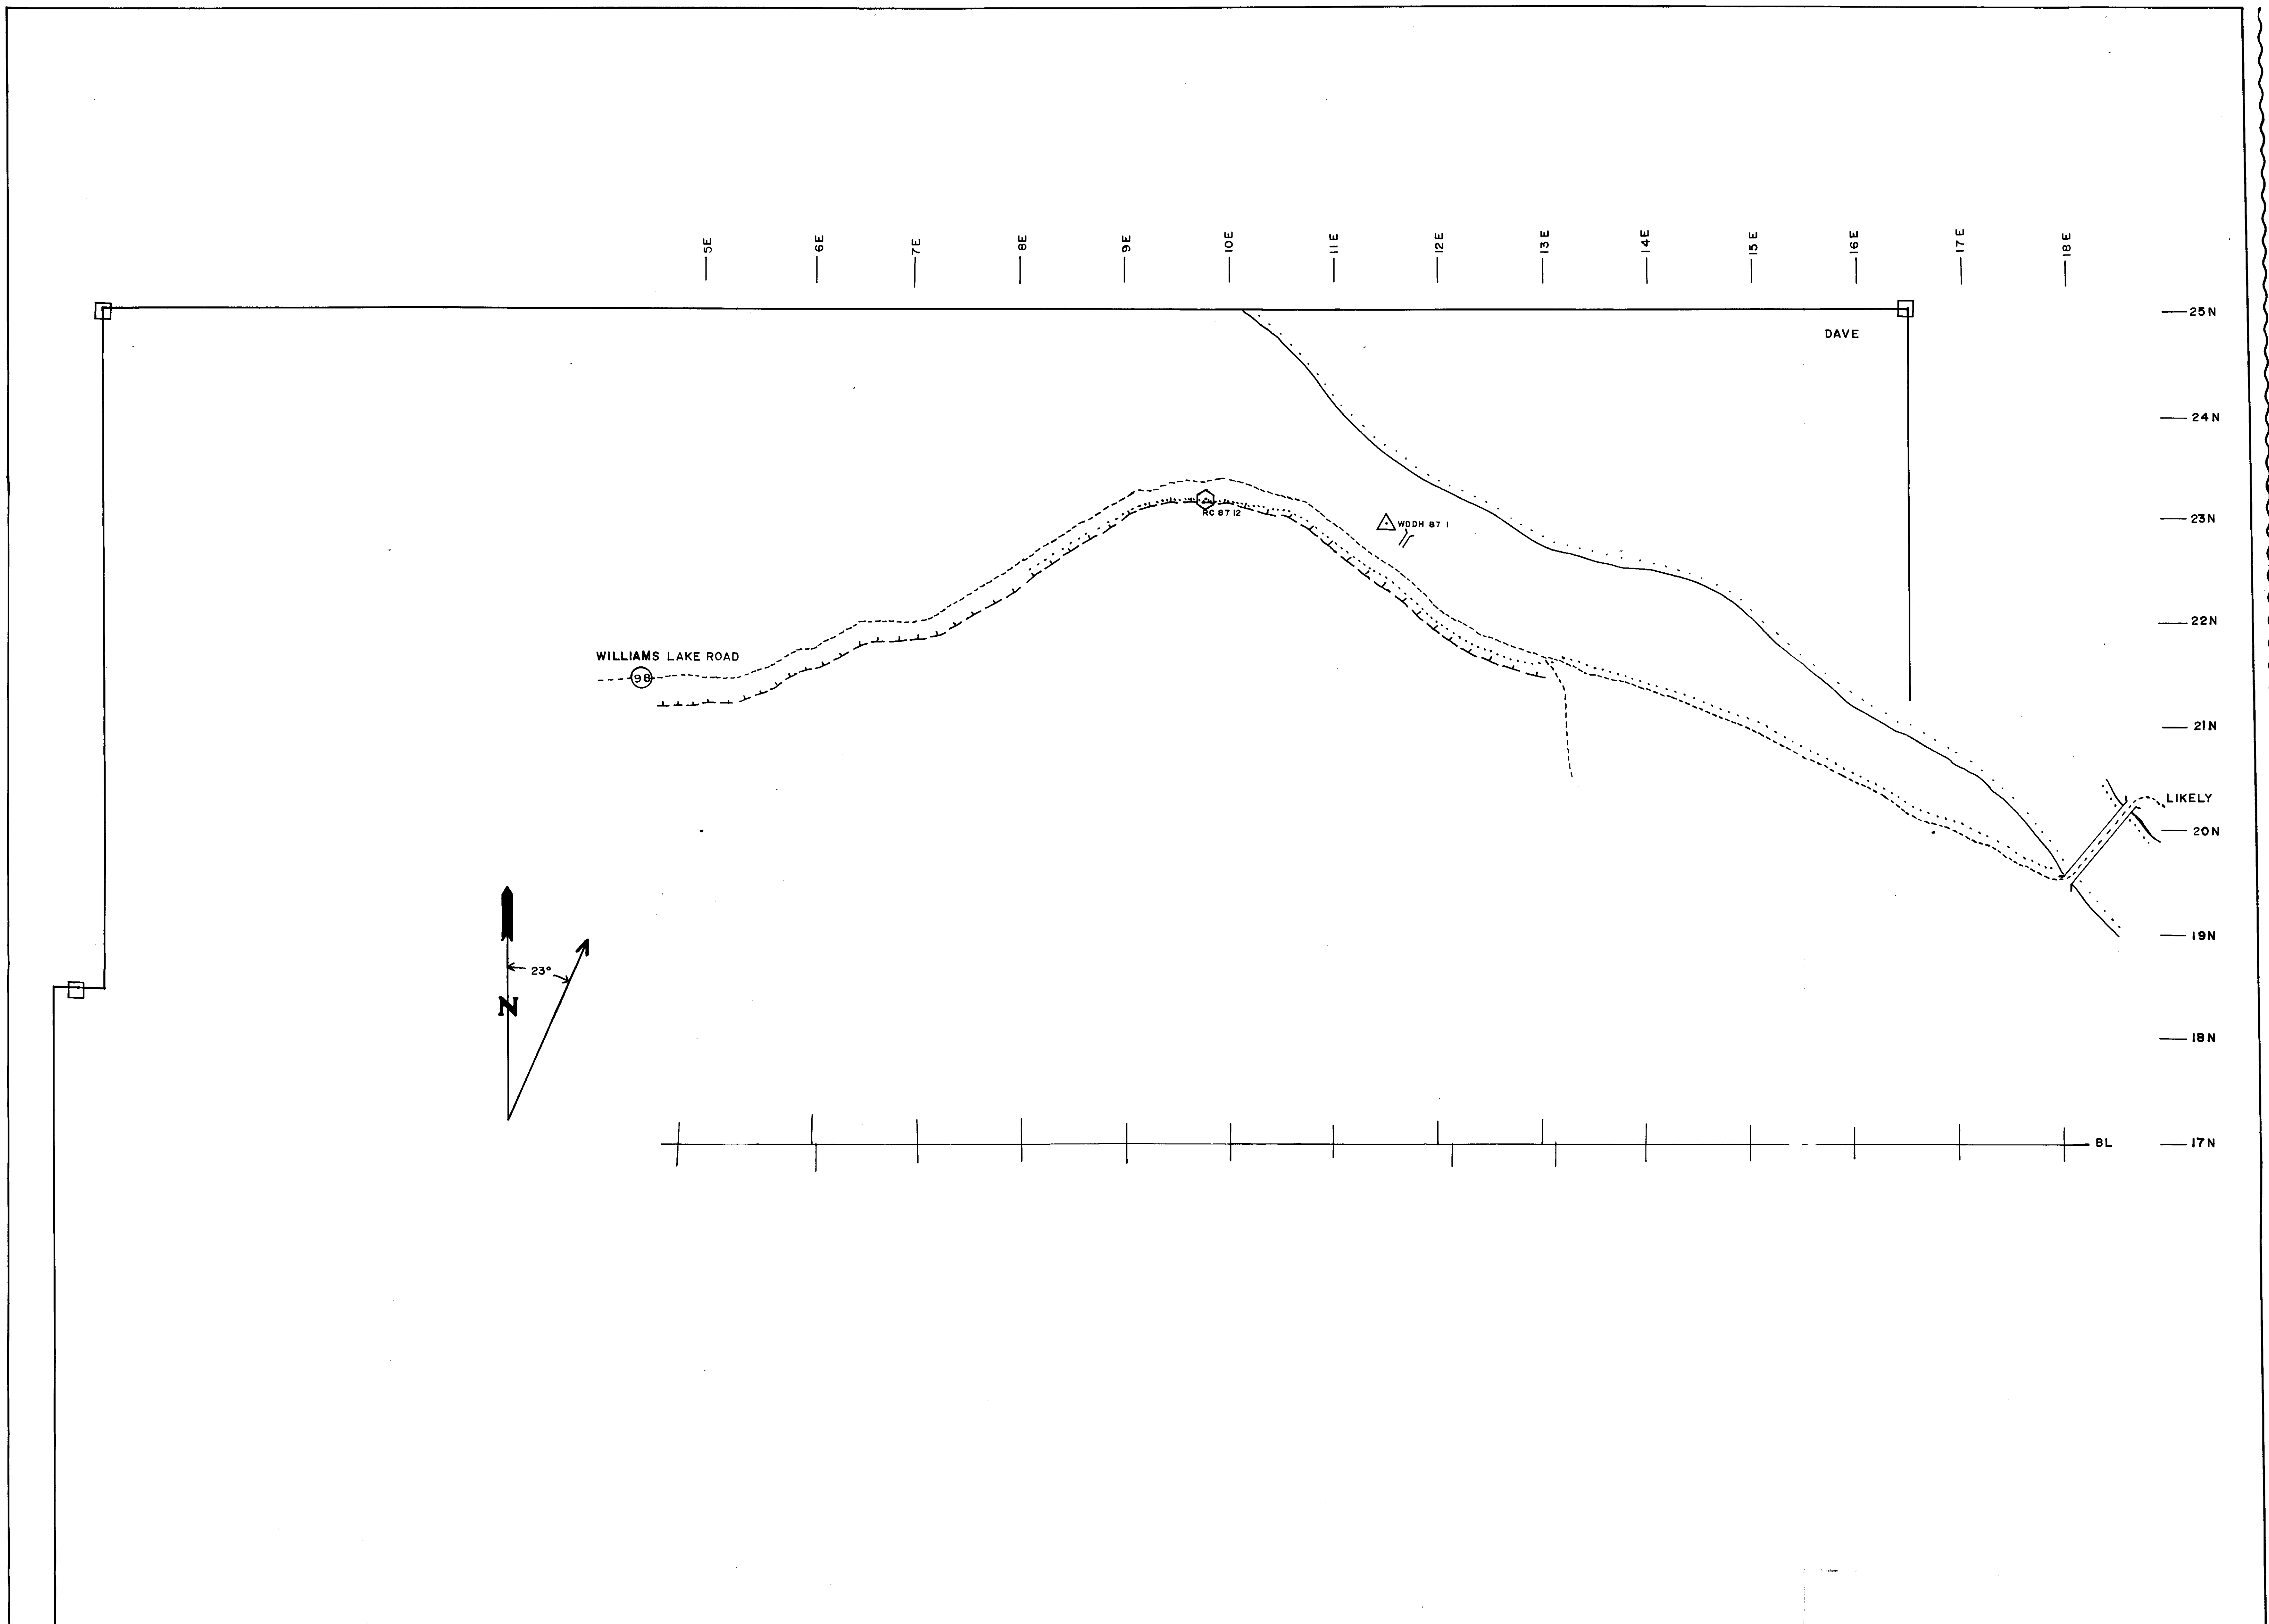 5E
6E
7E
8E
9E
10E
11E
12E
13E
14E
15E
16E
17E
18E
25N
DAVE
24N
RC 87 12
WDDH 87 1
23N
22N
WILLIAMS LAKE ROAD
98
21N
LIKELY
20N
19N
23°
N
18N
BL
17N